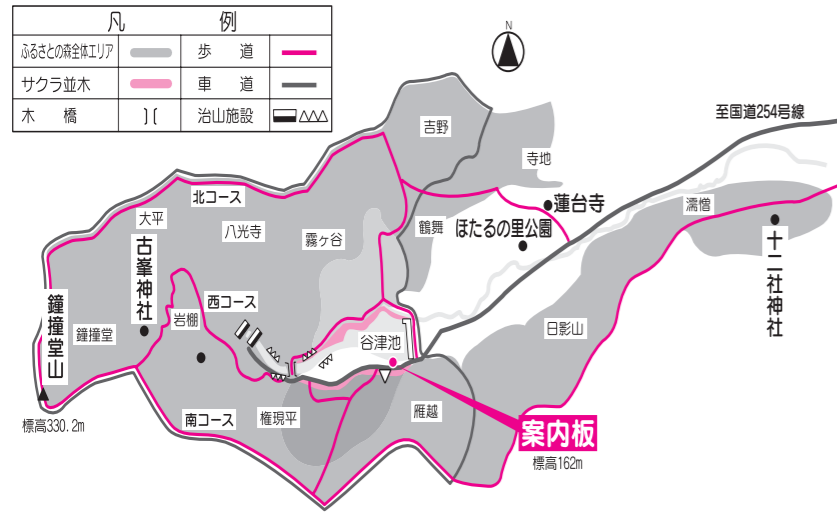 凡例
ふるさとの森全体エリア
歩道
サクラ並木
車道
木橋
治山施設
N
至国道254号線
吉野
寺地
蓮台寺
濡僧
北コース
大平
八光寺
霧ヶ谷
鶴舞
ほたるの里公園
十二社神社
古峯神社
西コース
岩棚
鐘撞堂山
鐘撞堂
谷津池
日影山
南コース
権現平
雁越
標高330.2m
案内板
標高162m